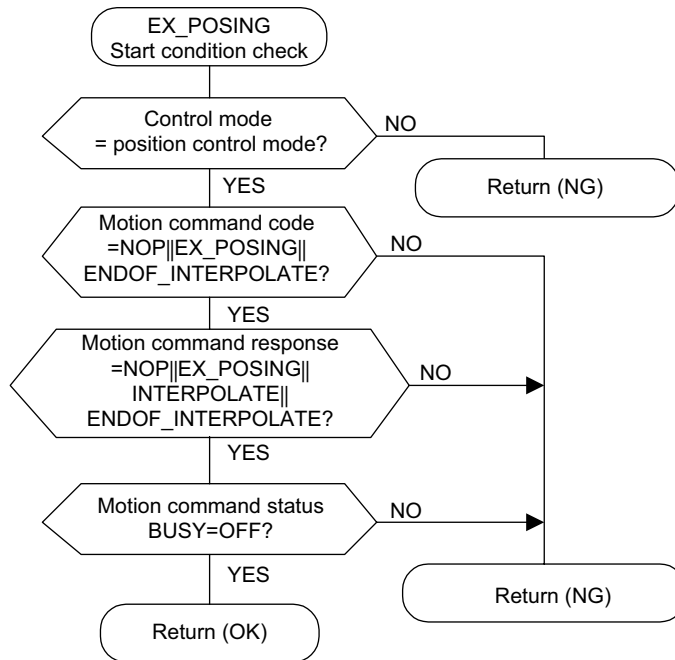 EX_POSING
Start condition check
Control mode
= position control mode?
NO
YES
Return (NG)
Motion command code
=NOP||EX_POSING||
ENDOF_INTERPOLATE?
NO
YES
Motion command response
=NOP||EX_POSING||
INTERPOLATE||
ENDOF_INTERPOLATE?
NO
YES
Motion command status
BUSY=OFF?
NO
YES
Return (NG)
Return (OK)